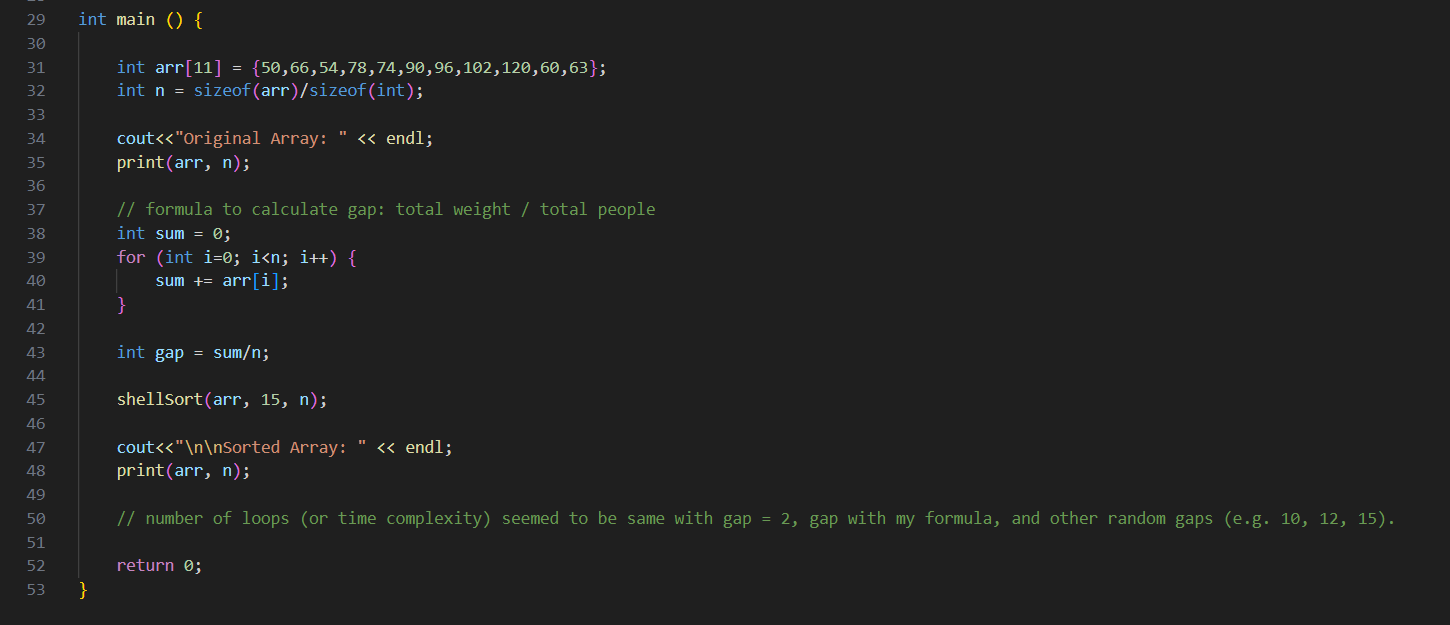 29 int main () {
30
31 int arr[11] = {50,66,54,78,74,90,96,102,120,60,63};
32 int n = sizeof(arr)/sizeof(int);
33
34 cout<<"Original Array: " << endl;
35 print(arr, n);
36
37 // formula to calculate gap: total weight / total people
38 int sum = 0;
39 for (int i=0; i<n; i++) {
40 sum += arr[i];
41 }
42
43 int gap = sum/n;
44
45 shellSort(arr, 15, n);
46
47 cout<<"\n\nSorted Array: " << endl;
48 print(arr, n);
49
50 // number of loops (or time complexity) seemed to be same with gap = 2, gap with my formula, and other random gaps (e.g. 10, 12, 15).
51
52 return 0;
53 }